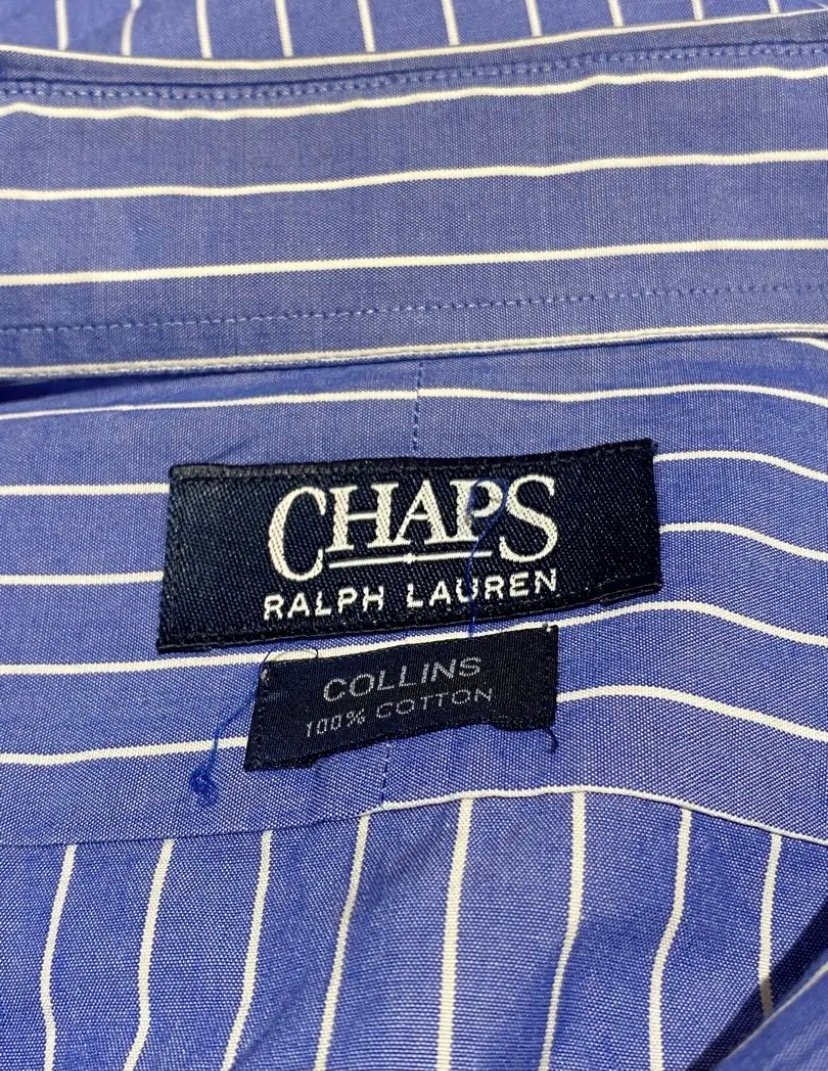 CHAPS
RALPH LAUREN
COLLINS
100% COTTON